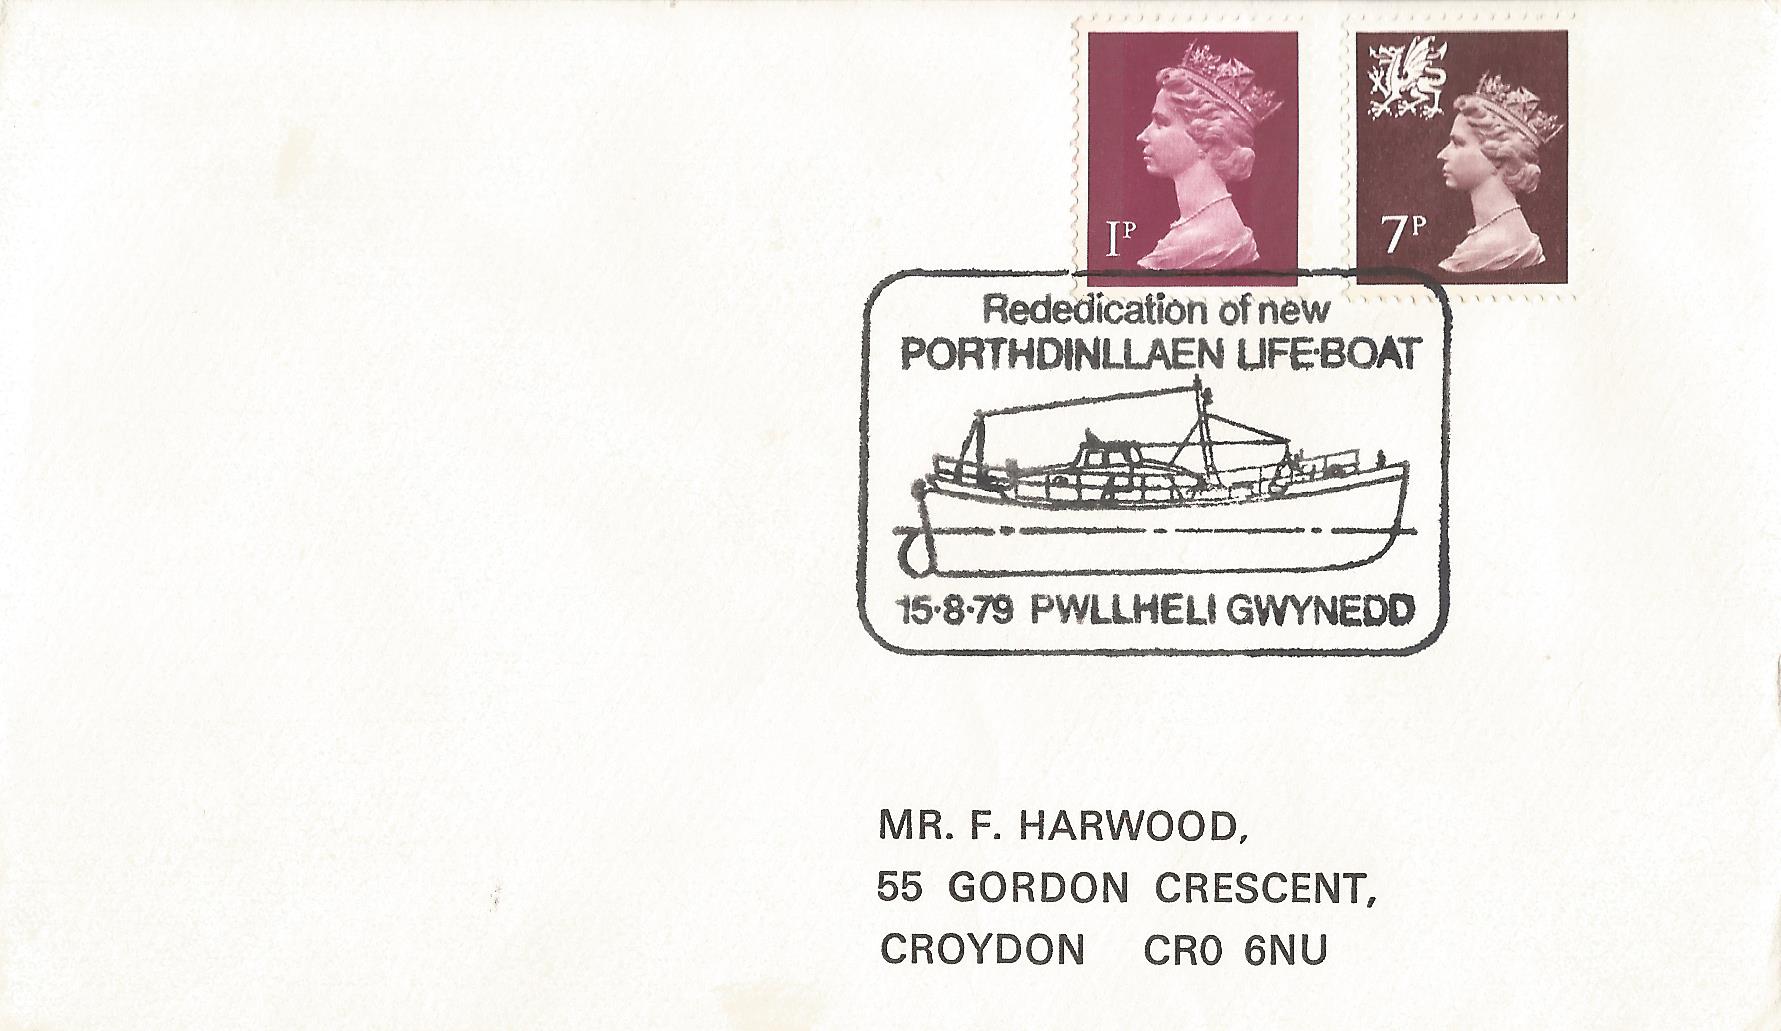 1P
7P
Rededication of new
PORTHDINLLAEN LIFE·BOAT
15·8·79 PWLLHELI GWYNEDD
MR. F. HARWOOD,
55 GORDON CRESCENT,
CROYDON CR0 6NU